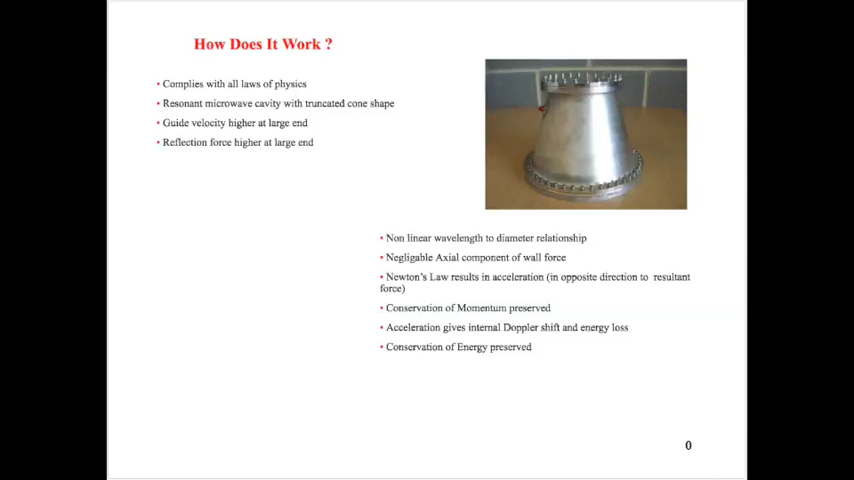 How Does It Work ?
• Complies with all laws of physics
• Resonant microwave cavity with truncated cone shape
• Guide velocity higher at large end
• Reflection force higher at large end
• Non linear wavelength to diameter relationship
• Negligable Axial component of wall force
• Newton's Law results in acceleration (in opposite direction to resultant
force)
• Conservation of Momentum preserved
• Acceleration gives internal Doppler shift and energy loss
• Conservation of Energy preserved
0